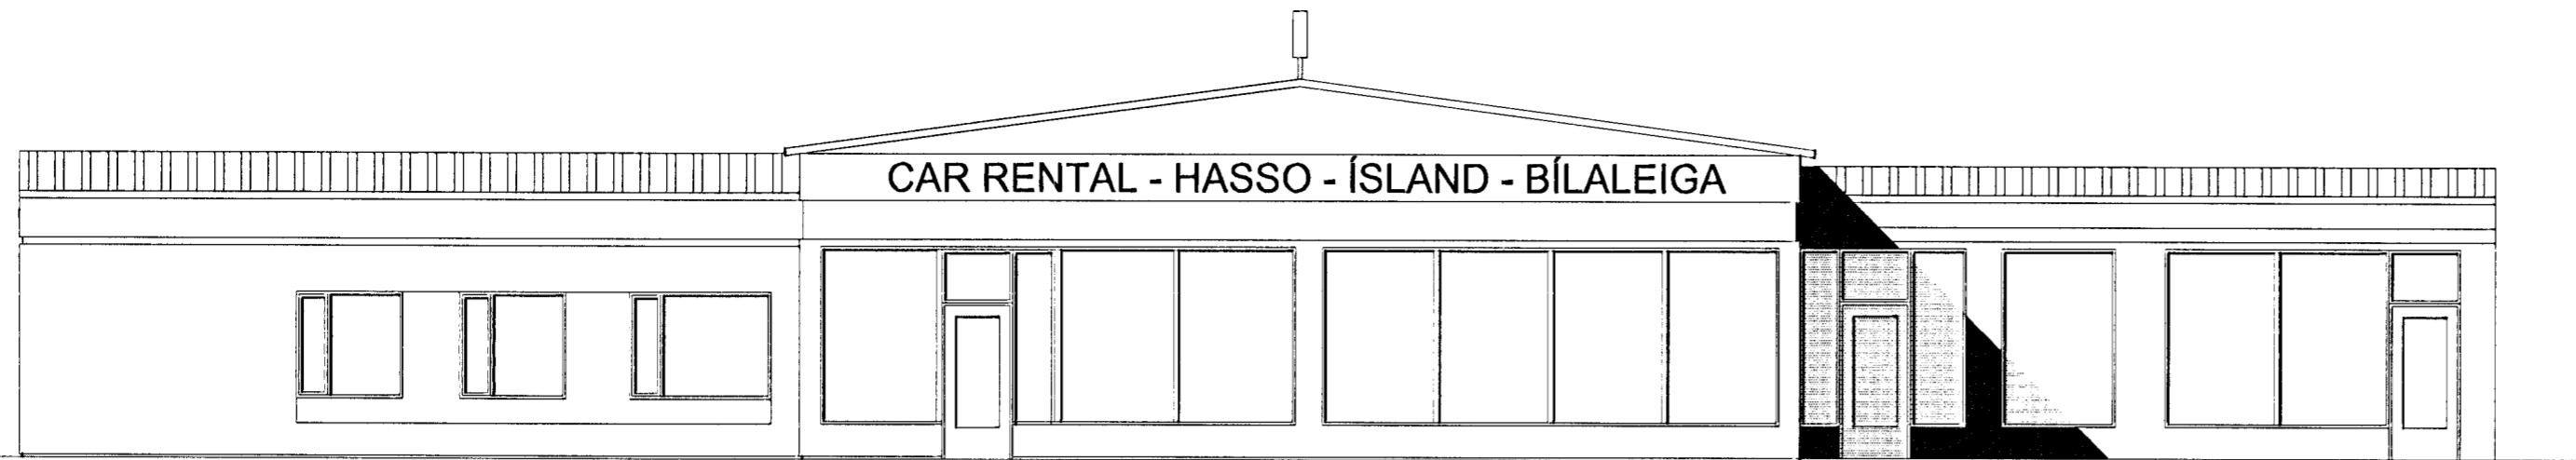 CAR RENTAL - HASSO - ÍSLAND - BÍLALEIGA